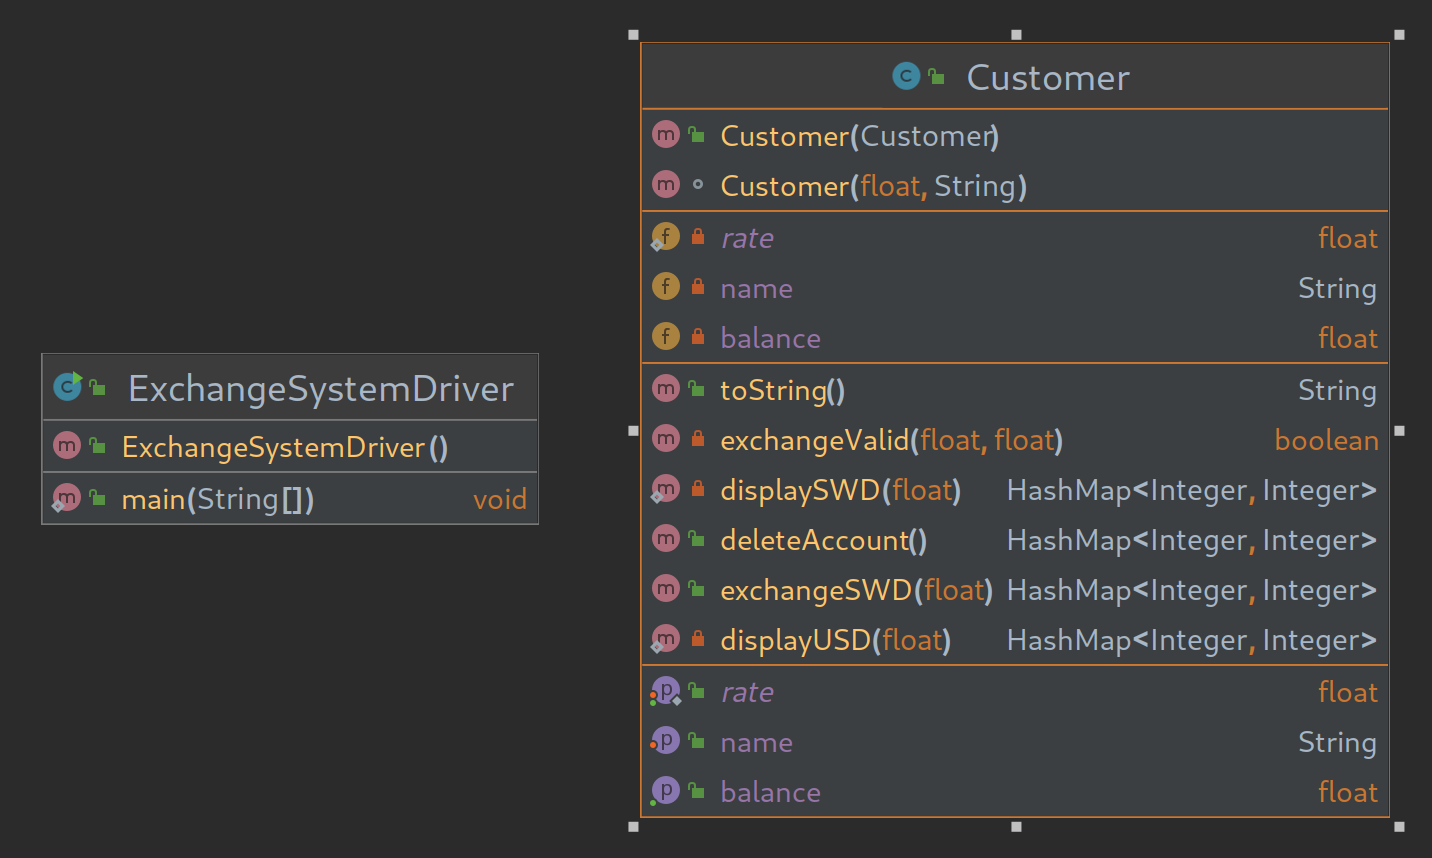 ExchangeSystemDriver
ExchangeSystemDriver()
main(String[]) void
Customer
Customer(Customer)
Customer(float, String)
rate float
name String
balance float
toString() String
exchangeValid(float, float) boolean
displaySWD(float) HashMap<Integer, Integer>
deleteAccount() HashMap<Integer, Integer>
exchangeSWD(float) HashMap<Integer, Integer>
displayUSD(float) HashMap<Integer, Integer>
rate float
name String
balance float